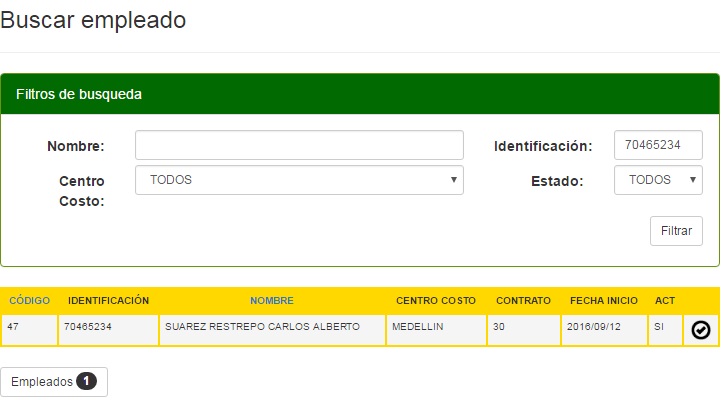 Buscar empleado
Filtros de busqueda
Nombre: Identificación: 70465234
Centro Costo: TODOS Estado: TODOS
Filtrar
CÓDIGO IDENTIFICACIÓN NOMBRE CENTRO COSTO CONTRATO FECHA INICIO ACT
47 70465234 SUAREZ RESTREPO CARLOS ALBERTO MEDELLIN 30 2016/09/12 SI
Empleados 1